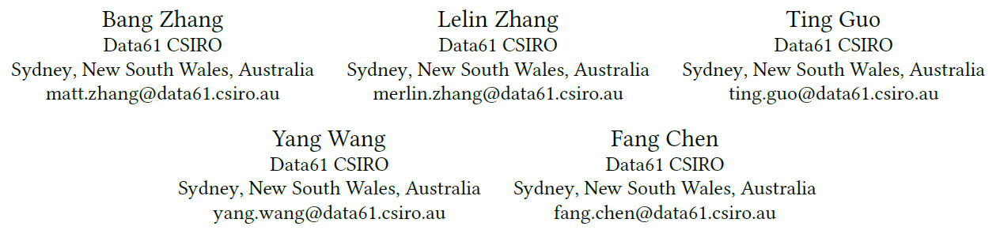 Bang Zhang
Data61 CSIRO
Sydney, New South Wales, Australia
matt.zhang@data61.csiro.au
Lelin Zhang
Data61 CSIRO
Sydney, New South Wales, Australia
merlin.zhang@data61.csiro.au
Ting Guo
Data61 CSIRO
Sydney, New South Wales, Australia
ting.guo@data61.csiro.au
Yang Wang
Data61 CSIRO
Sydney, New South Wales, Australia
yang.wang@data61.csiro.au
Fang Chen
Data61 CSIRO
Sydney, New South Wales, Australia
fang.chen@data61.csiro.au